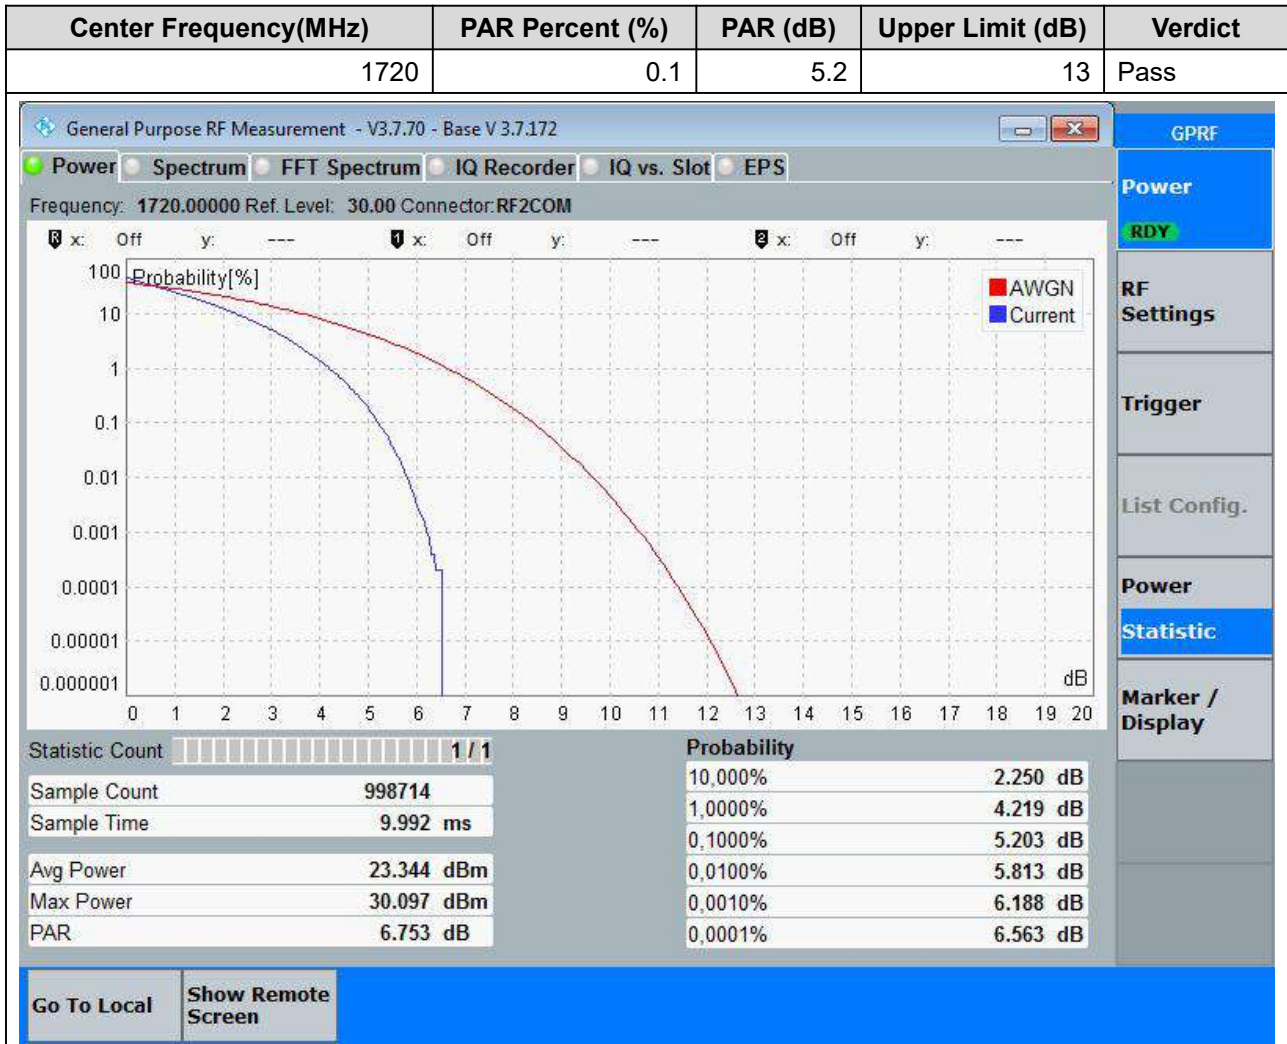 Center Frequency(MHz) PAR Percent (%) PAR (dB) Upper Limit (dB) Verdict
1720 0.1 5.2 13 Pass
General Purpose RF Measurement - V3.7.70 - Base V 3.7.172
GPRF
Power Spectrum FFT Spectrum IQ Recorder IQ vs. Slot EPS
Frequency: 1720.00000 Ref. Level: 30.00 Connector:RF2COM
R x: Off y: --- 1 x: Off y: --- 2 x: Off y: ---
Power
RDY
RF
Settings
Trigger
List Config.
Power
Statistic
Marker /
Display
Probability[%]
AWGN
Current
100
10
1
0.1
0.01
0.001
0.0001
0.00001
0.000001
dB
0 1 2 3 4 5 6 7 8 9 10 11 12 13 14 15 16 17 18 19 20
Statistic Count 1 / 1
Sample Count 998714
Sample Time 9.992 ms
Avg Power 23.344 dBm
Max Power 30.097 dBm
PAR 6.753 dB
Probability
10,000% 2.250 dB
1,0000% 4.219 dB
0,1000% 5.203 dB
0,0100% 5.813 dB
0,0010% 6.188 dB
0,0001% 6.563 dB
Go To Local
Show Remote
Screen